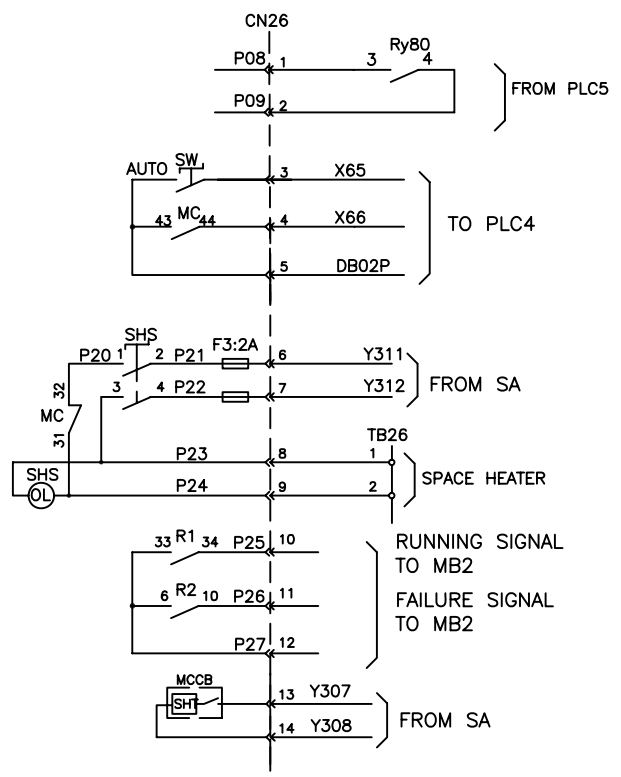 CN26
P08 1 3 Ry80 4
P09 2
FROM PLC5
AUTO SW 3 X65
43 MC 44 4 X66
TO PLC4
5 DB02P
SHS
P20 1 2 P21 F3:2A 6 Y311
3 4 P22 7 Y312
FROM SA
32
MC
31
TB26
P23 8 1
SHS
OL
P24 9 2
SPACE HEATER
33 R1 34 P25 10
RUNNING SIGNAL
TO MB2
6 R2 10 P26 11
FAILURE SIGNAL
TO MB2
P27 12
MCCB
SHT
13 Y307
14 Y308
FROM SA